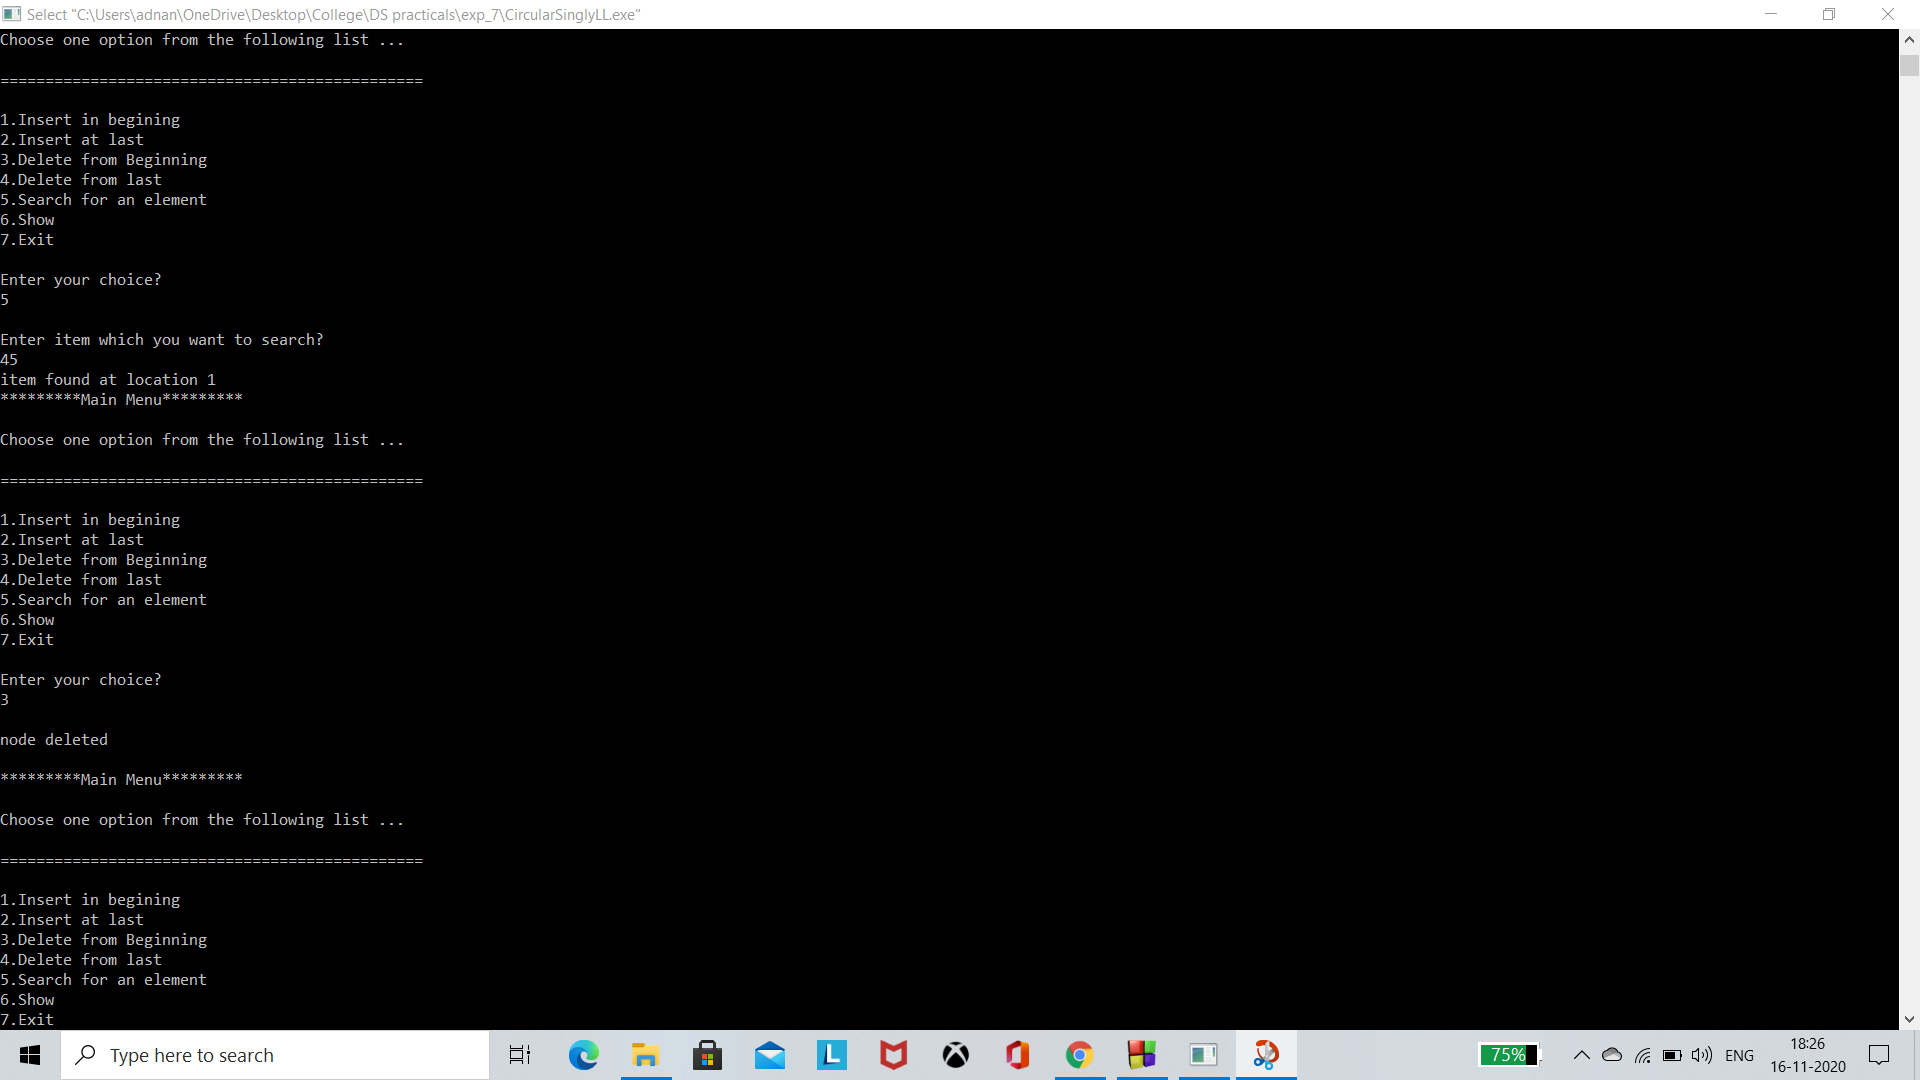 Select "C:\Users\adnan\OneDrive\Desktop\College\DS practicals\exp_7\CircularSinglyLL.exe"
Choose one option from the following list ...
===============================================
1.Insert in begining
2.Insert at last
3.Delete from Beginning
4.Delete from last
5.Search for an element
6.Show
7.Exit
Enter your choice?
5
Enter item which you want to search?
45
item found at location 1
*********Main Menu*********
Choose one option from the following list ...
===============================================
1.Insert in begining
2.Insert at last
3.Delete from Beginning
4.Delete from last
5.Search for an element
6.Show
7.Exit
Enter your choice?
3
node deleted
*********Main Menu*********
Choose one option from the following list ...
===============================================
1.Insert in begining
2.Insert at last
3.Delete from Beginning
4.Delete from last
5.Search for an element
6.Show
7.Exit
Type here to search
L
75%
ENG
18:26
16-11-2020